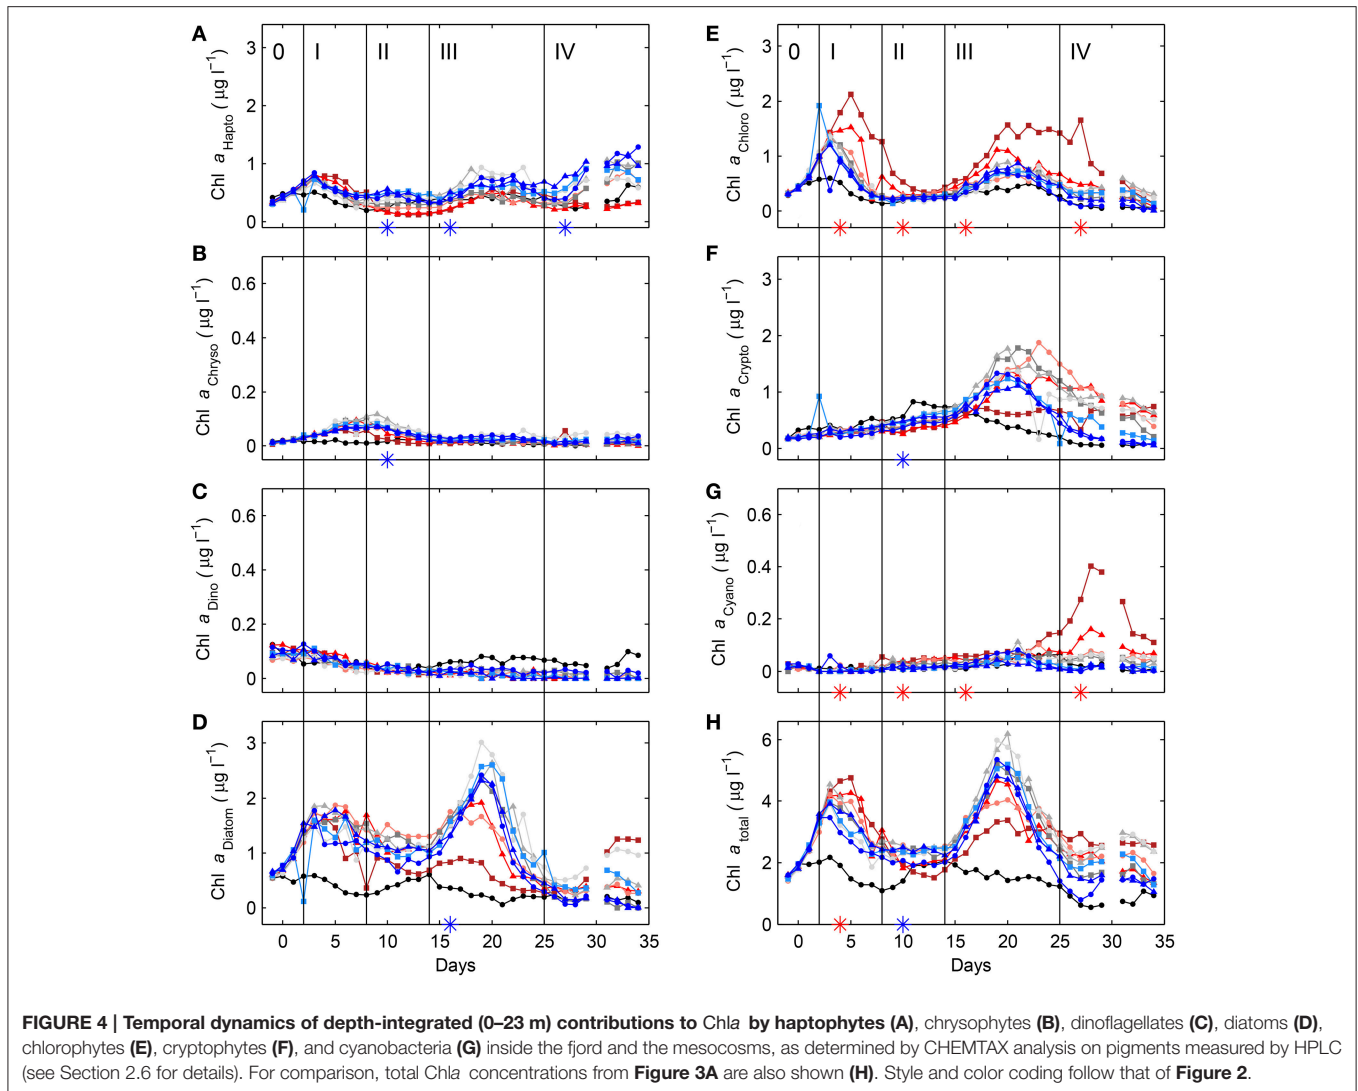 A
0 I II III IV
3
2
1
0
Chl a Hapto ( µg l−1)
B
0.6
0.4
0.2
0
Chl a Chryso ( µg l−1)
C
0.6
0.4
0.2
0
Chl a Dino ( µg l−1)
D
3
2
1
0
Chl a Diatom ( µg l−1)
0 5 10 15 20 25 30 35
Days
E
0 I II III IV
3
2
1
0
Chl a Chloro ( µg l−1)
F
3
2
1
0
Chl a Crypto ( µg l−1)
G
0.6
0.4
0.2
0
Chl a Cyano ( µg l−1)
H
6
4
2
0
Chl a total ( µg l−1)
0 5 10 15 20 25 30 35
Days
FIGURE 4 | Temporal dynamics of depth-integrated (0–23 m) contributions to Chla by haptophytes (A), chrysophytes (B), dinoflagellates (C), diatoms (D),
chlorophytes (E), cryptophytes (F), and cyanobacteria (G) inside the fjord and the mesocosms, as determined by CHEMTAX analysis on pigments measured by HPLC
(see Section 2.6 for details). For comparison, total Chla concentrations from Figure 3A are also shown (H). Style and color coding follow that of Figure 2.